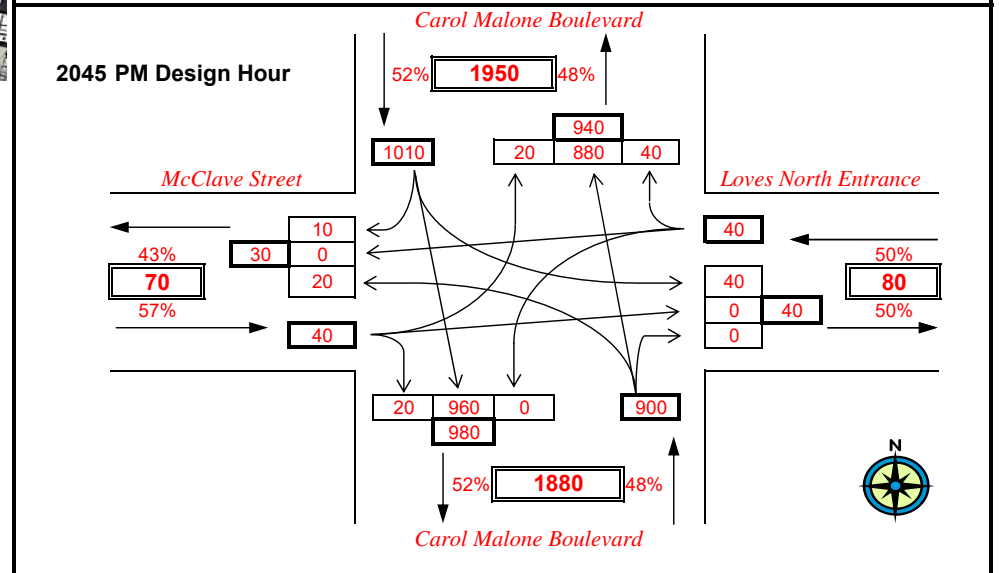 Carol Malone Boulevard
2045 PM Design Hour
52% 1950 48%
940
1010 20 880 40
McClave Street Loves North Entrance
10 40
43% 30 0 50%
70 20 40 80
57% 0 40 50%
40 0
20 960 0 900
980
N
52% 1880 48%
Carol Malone Boulevard